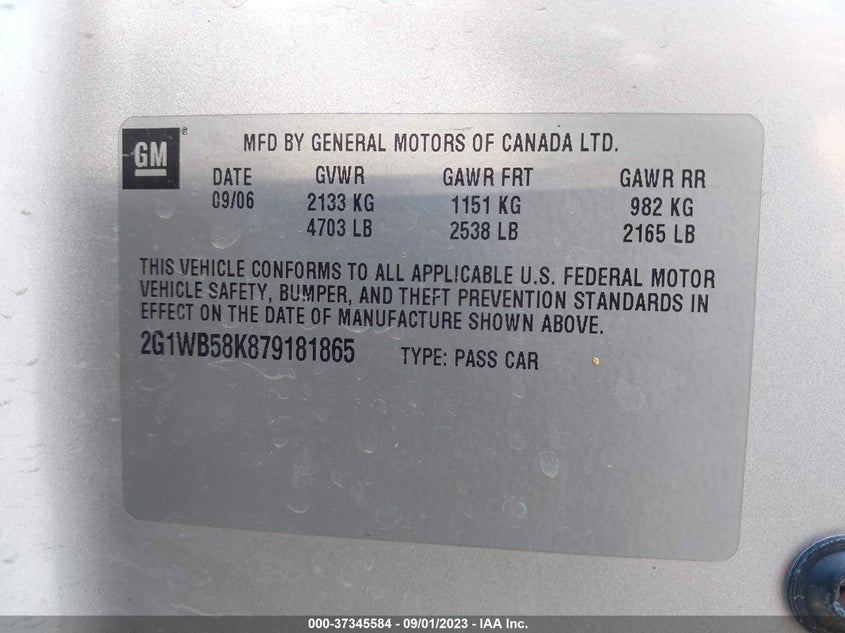 GM ®
MFD BY GENERAL MOTORS OF CANADA LTD.
DATE GVWR GAWR FRT GAWR RR
09/06 2133 KG 1151 KG 982 KG
4703 LB 2538 LB 2165 LB
THIS VEHICLE CONFORMS TO ALL APPLICABLE U.S. FEDERAL MOTOR
VEHICLE SAFETY, BUMPER, AND THEFT PREVENTION STANDARDS IN
EFFECT ON THE DATE OF MANUFACTURE SHOWN ABOVE.
2G1WB58K879181865 TYPE: PASS CAR
000-37345584 - 09/01/2023 - IAA Inc.